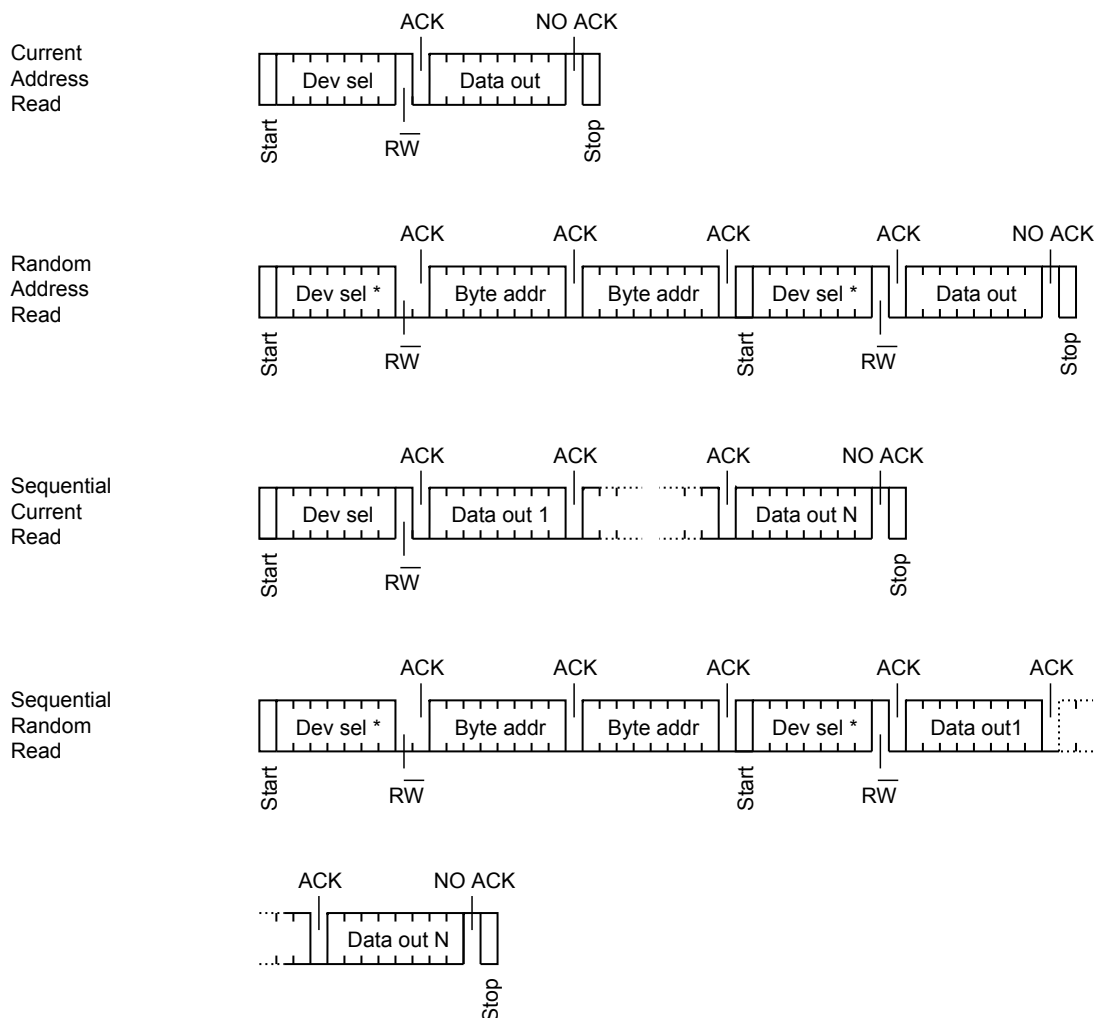 ACK NO ACK
Current
Address
Read
Dev sel Data out
Start RW̅ Stop
ACK ACK ACK ACK NO ACK
Random
Address
Read
Dev sel * Byte addr Byte addr Dev sel * Data out
Start RW̅ Start RW̅ Stop
ACK ACK ACK NO ACK
Sequential
Current
Read
Dev sel Data out 1 Data out N
Start RW̅ Stop
ACK ACK ACK ACK ACK
Sequential
Random
Read
Dev sel * Byte addr Byte addr Dev sel * Data out1
Start RW̅ Start RW̅
ACK NO ACK
Data out N
Stop